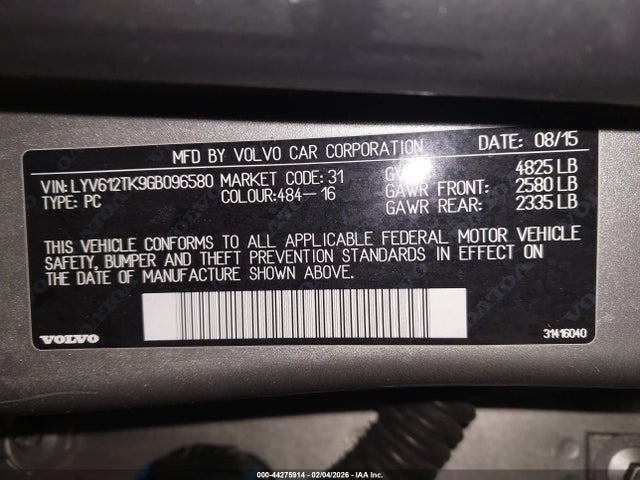 MFD BY VOLVO CAR CORPORATION DATE: 08/15
VIN:LYV612TK9GB096580 MARKET CODE: 31 4825 LB
TYPE: PC COLOUR:484-16 GAWR FRONT: 2580 LB
GAWR REAR: 2335 LB
THIS VEHICLE CONFORMS TO ALL APPLICABLE FEDERAL MOTOR VEHICLE
SAFETY, BUMPER AND THEFT PREVENTION STANDARDS IN EFFECT ON
THE DATE OF MANUFACTURE SHOWN ABOVE.
VOLVO 31416040
000-44275914 - 02/04/2026 - IAA Inc.